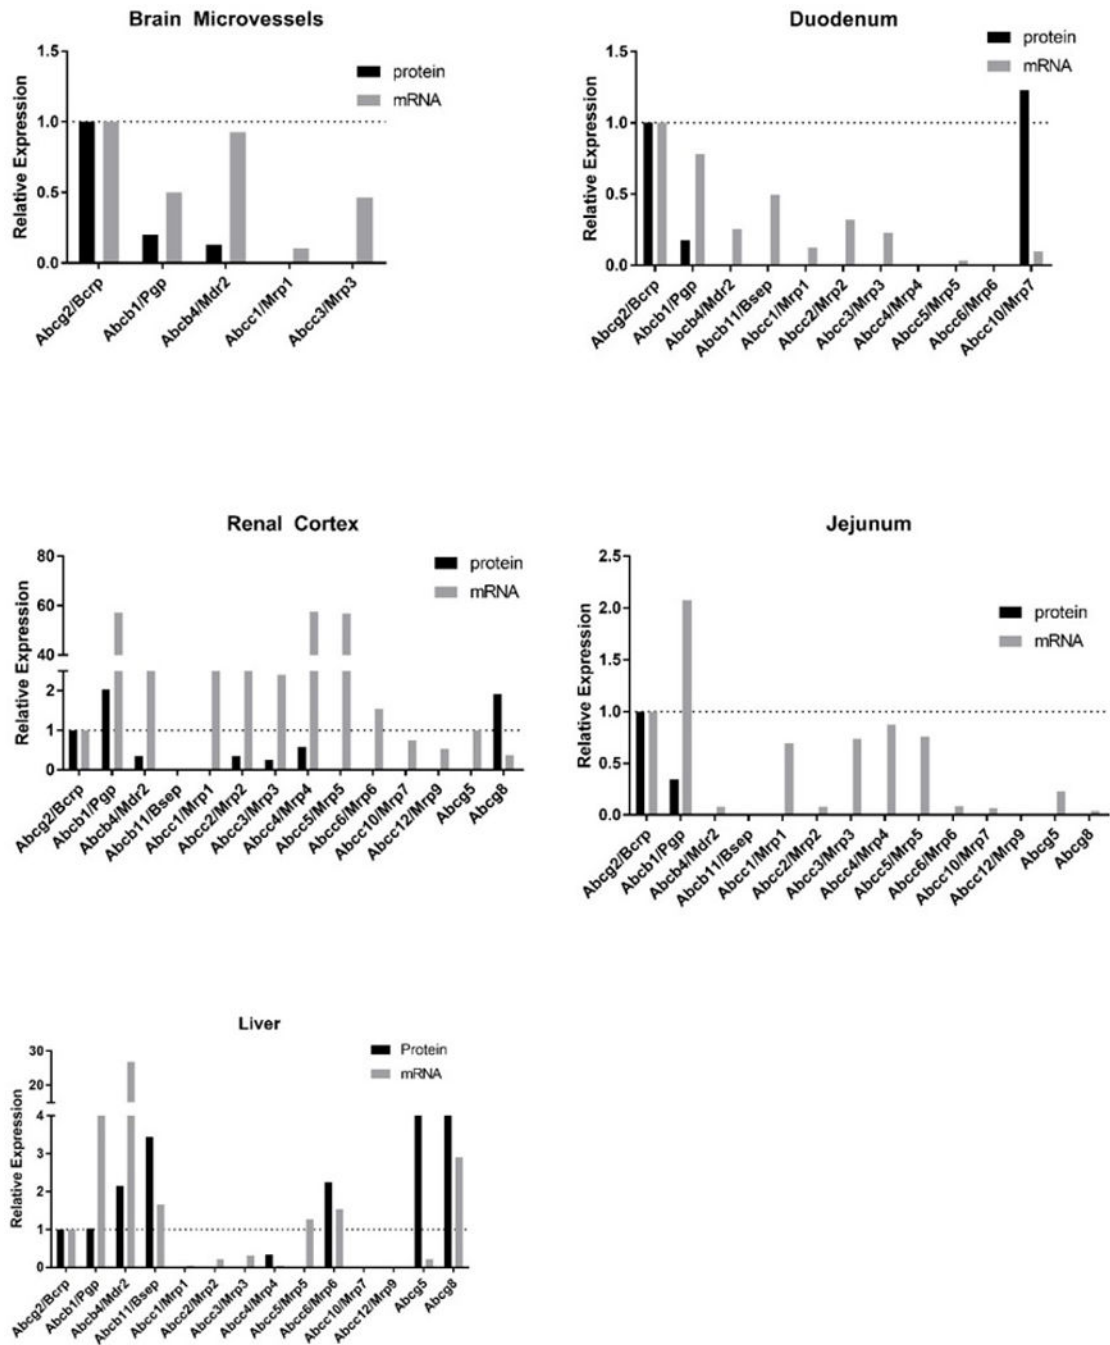 Brain Microvessels
Relative Expression
1.5
1.0
0.5
0.0
protein
mRNA
Abcg2/Bcrp
Abcb1/Pgp
Abcb4/Mdr2
Abcc1/Mrp1
Abcc3/Mrp3
Duodenum
Relative Expression
1.5
1.0
0.5
0.0
protein
mRNA
Abcg2/Bcrp
Abcb1/Pgp
Abcb4/Mdr2
Abcb11/Bsep
Abcc1/Mrp1
Abcc2/Mrp2
Abcc3/Mrp3
Abcc4/Mrp4
Abcc5/Mrp5
Abcc6/Mrp6
Abcc10/Mrp7
Renal Cortex
Relative Expression
80
60
40
2
1
0
protein
mRNA
Abcg2/Bcrp
Abcb1/Pgp
Abcb4/Mdr2
Abcb11/Bsep
Abcc1/Mrp1
Abcc2/Mrp2
Abcc3/Mrp3
Abcc4/Mrp4
Abcc5/Mrp5
Abcc6/Mrp6
Abcc10/Mrp7
Abcc12/Mrp9
Abcg5
Abcg8
Jejunum
Relative Expression
2.5
2.0
1.5
1.0
0.5
0.0
protein
mRNA
Abcg2/Bcrp
Abcb1/Pgp
Abcb4/Mdr2
Abcb11/Bsep
Abcc1/Mrp1
Abcc2/Mrp2
Abcc3/Mrp3
Abcc4/Mrp4
Abcc5/Mrp5
Abcc6/Mrp6
Abcc10/Mrp7
Abcc12/Mrp9
Abcg5
Abcg8
Liver
Relative Expression
30
20
4
3
2
1
0
Protein
mRNA
Abcg2/Bcrp
Abcb1/Pgp
Abcb4/Mdr2
Abcb11/Bsep
Abcc1/Mrp1
Abcc2/Mrp2
Abcc3/Mrp3
Abcc4/Mrp4
Abcc5/Mrp5
Abcc6/Mrp6
Abcc10/Mrp7
Abcc12/Mrp9
Abcg5
Abcg8